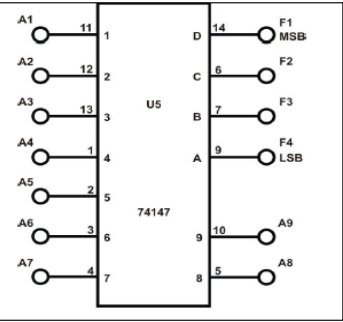 A1 11 1 D 14 F1
MSB
A2 12 2 C 6 F2
U5
A3 13 3 B 7 F3
A4 1 4 A 9 F4
LSB
A5 2 5
74147
A6 3 6 9 10 A9
A7 4 7 8 5 A8